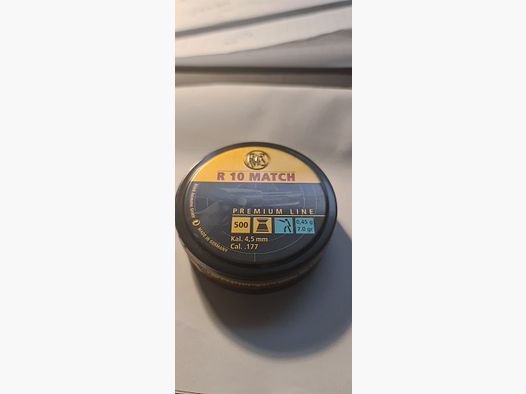 RWS
R 10 MATCH
PREMIUM LINE
500
0,45 g
7.0 gr
Kal. 4,5 mm
Cal. .177
MADE IN GERMANY